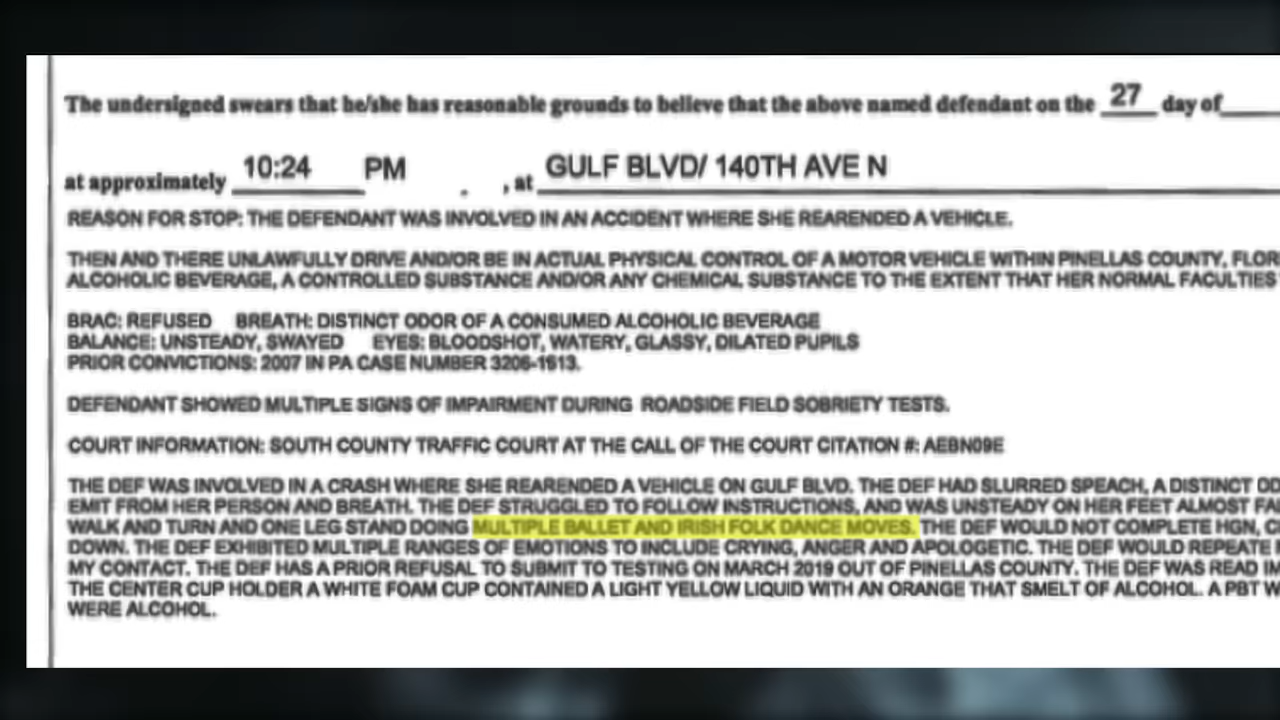 The undersigned swears that he/she has reasonable grounds to believe that the above named defendant on the 27 day of
at approximately 10:24 PM , at GULF BLVD/ 140TH AVE N
REASON FOR STOP: THE DEFENDANT WAS INVOLVED IN AN ACCIDENT WHERE SHE REARENDED A VEHICLE.
THEN AND THERE UNLAWFULLY DRIVE AND/OR BE IN ACTUAL PHYSICAL CONTROL OF A MOTOR VEHICLE WITHIN PINELLAS COUNTY, FLOR
ALCOHOLIC BEVERAGE, A CONTROLLED SUBSTANCE AND/OR ANY CHEMICAL SUBSTANCE TO THE EXTENT THAT HER NORMAL FACULTIES
BRAC: REFUSED BREATH: DISTINCT ODOR OF A CONSUMED ALCOHOLIC BEVERAGE
BALANCE: UNSTEADY, SWAYED EYES: BLOODSHOT, WATERY, GLASSY, DILATED PUPILS
PRIOR CONVICTIONS: 2007 IN PA CASE NUMBER 3206-1513.
DEFENDANT SHOWED MULTIPLE SIGNS OF IMPAIRMENT DURING ROADSIDE FIELD SOBRIETY TESTS.
COURT INFORMATION: SOUTH COUNTY TRAFFIC COURT AT THE CALL OF THE COURT CITATION #: AEBN09E
THE DEF WAS INVOLVED IN A CRASH WHERE SHE REARENDED A VEHICLE ON GULF BLVD. THE DEF HAD SLURRED SPEACH, A DISTINCT OD
EMIT FROM HER PERSON AND BREATH. THE DEF STRUGGLED TO FOLLOW INSTRUCTIONS, AND WAS UNSTEADY ON HER FEET ALMOST FA
WALK AND TURN AND ONE LEG STAND DOING MULTIPLE BALLET AND IRISH FOLK DANCE MOVES. THE DEF WOULD NOT COMPLETE HGN, C
DOWN. THE DEF EXHIBITED MULTIPLE RANGES OF EMOTIONS TO INCLUDE CRYING, ANGER AND APOLOGETIC. THE DEF WOULD REPEATE
MY CONTACT. THE DEF HAS A PRIOR REFUSAL TO SUBMIT TO TESTING ON MARCH 2019 OUT OF PINELLAS COUNTY. THE DEF WAS READ IM
THE CENTER CUP HOLDER A WHITE FOAM CUP CONTAINED A LIGHT YELLOW LIQUID WITH AN ORANGE THAT SMELT OF ALCOHOL. A PBT W
WERE ALCOHOL.